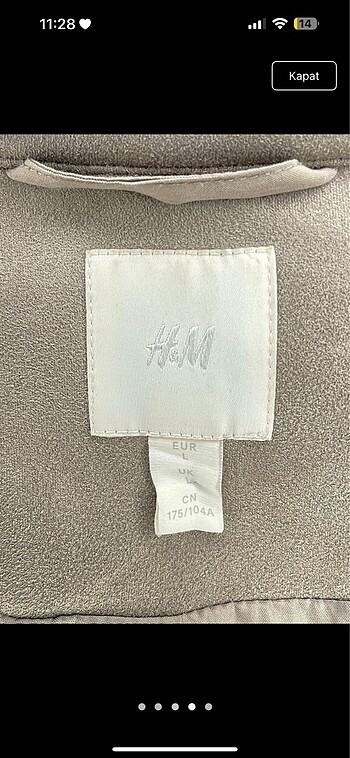 11:28
14
Kapat
H&M
EUR
L
UK
L
CN
175/104A